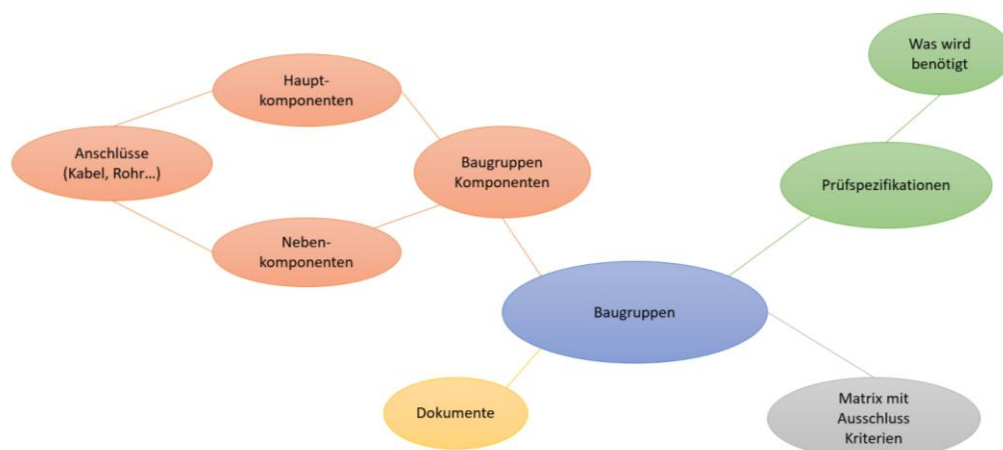 Was wird
benötigt
Haupt-
komponenten
Anschlüsse
(Kabel, Rohr...)
Baugruppen
Komponenten
Prüfspezifikationen
Neben-
komponenten
Baugruppen
Dokumente
Matrix mit
Ausschluss
Kriterien